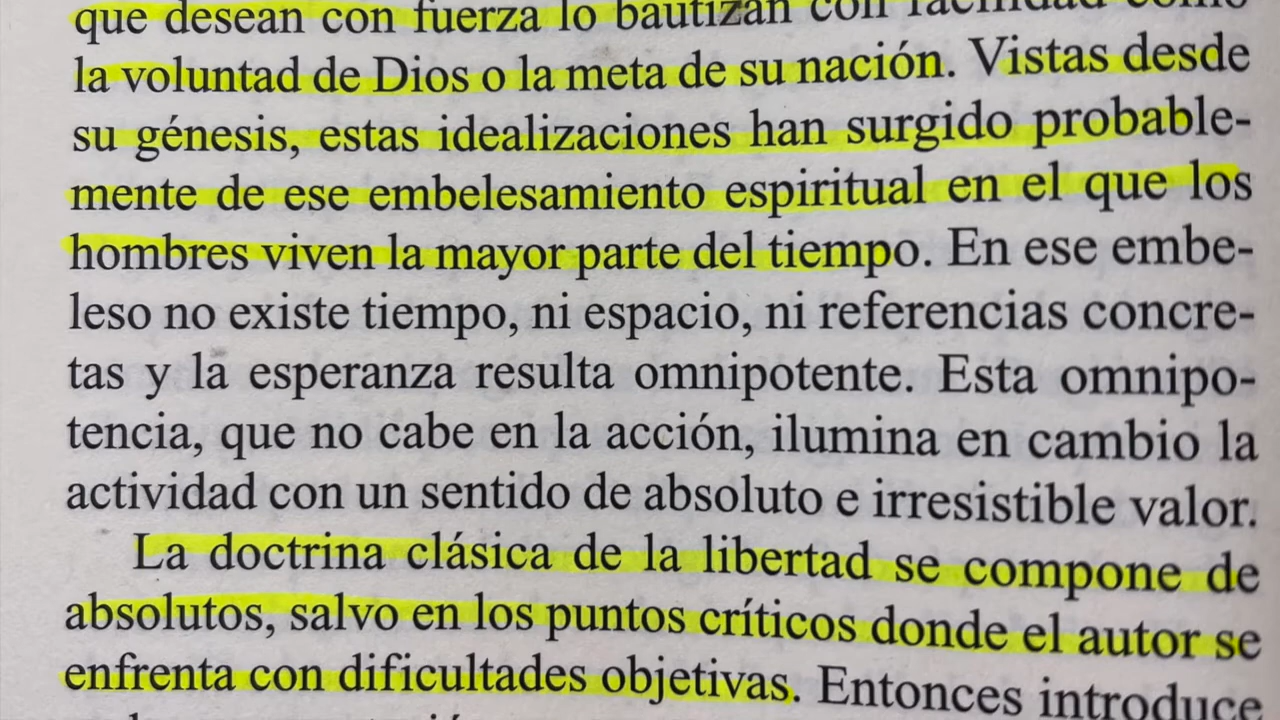 que desean con fuerza lo bautizan con facilidad como
la voluntad de Dios o la meta de su nación. Vistas desde
su génesis, estas idealizaciones han surgido probable-
mente de ese embelesamiento espiritual en el que los
hombres viven la mayor parte del tiempo. En ese embe-
leso no existe tiempo, ni espacio, ni referencias concre-
tas y la esperanza resulta omnipotente. Esta omnipo-
tencia, que no cabe en la acción, ilumina en cambio la
actividad con un sentido de absoluto e irresistible valor.
La doctrina clásica de la libertad se compone de
absolutos, salvo en los puntos críticos donde el autor se
enfrenta con dificultades objetivas. Entonces introduce